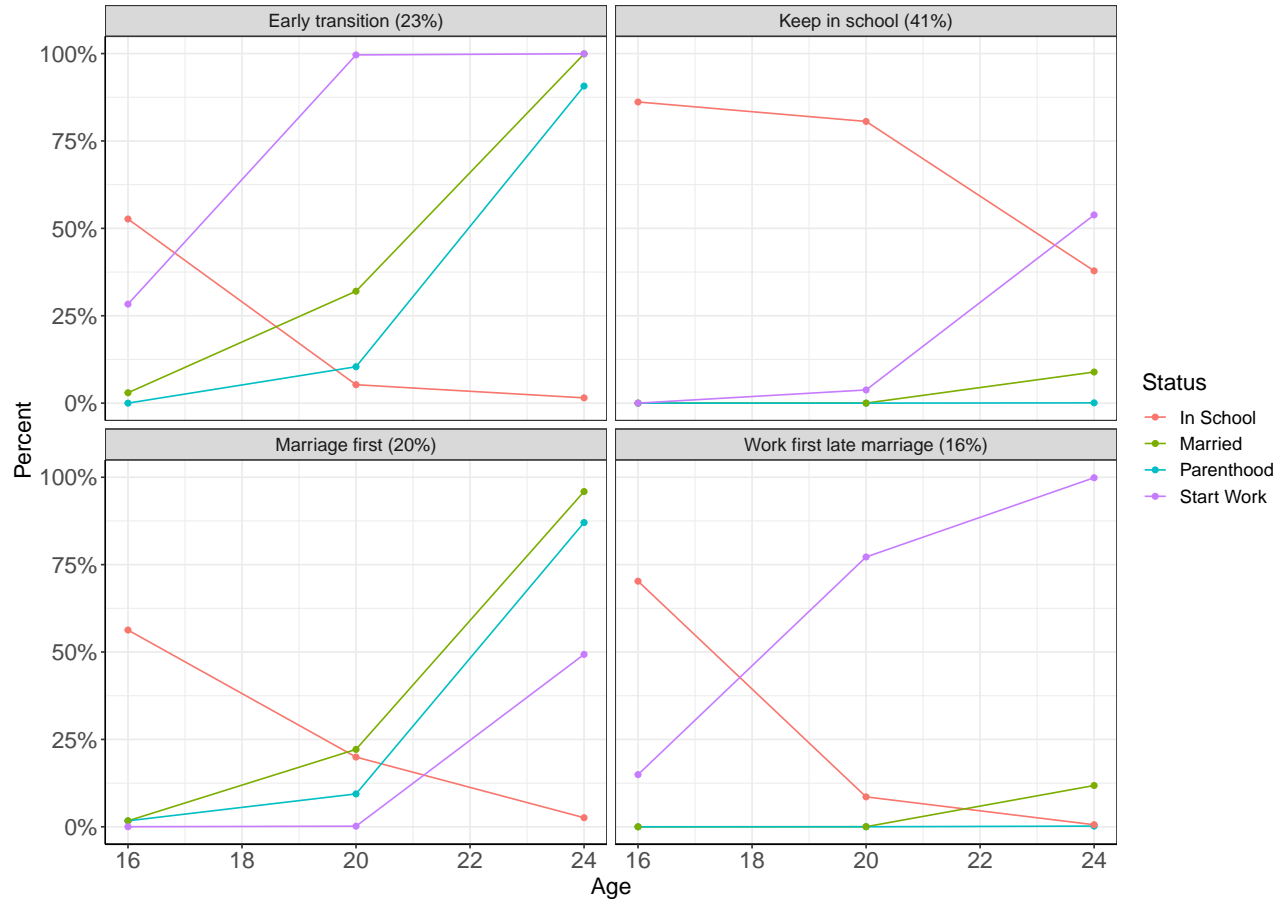 Early transition (23%)
Keep in school (41%)
100%
75%
50%
25%
0%
Marriage first (20%)
Work first late marriage (16%)
100%
75%
50%
25%
0%
16 18 20 22 24
16 18 20 22 24
Age
Percent
Status
In School
Married
Parenthood
Start Work